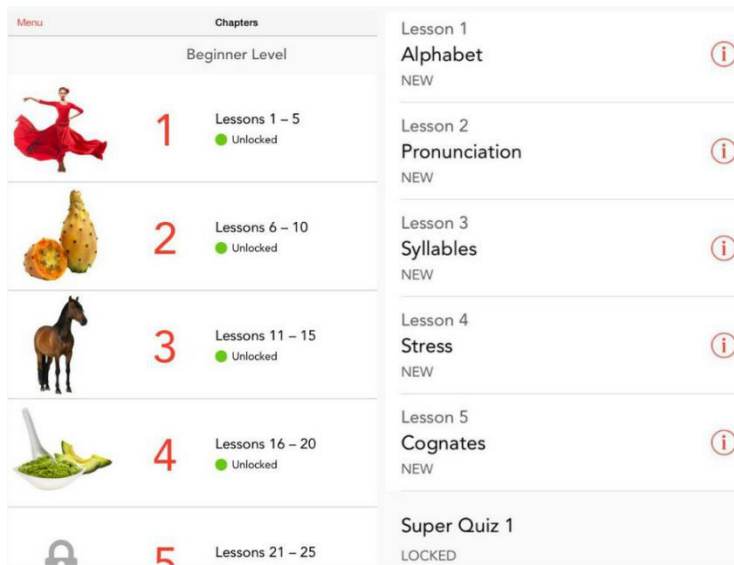 Menu
Chapters
Beginner Level
1
Lessons 1 – 5
Unlocked
2
Lessons 6 – 10
Unlocked
3
Lessons 11 – 15
Unlocked
4
Lessons 16 – 20
Unlocked
5
Lessons 21 – 25
Lesson 1
Alphabet
NEW
Lesson 2
Pronunciation
NEW
Lesson 3
Syllables
NEW
Lesson 4
Stress
NEW
Lesson 5
Cognates
NEW
Super Quiz 1
LOCKED